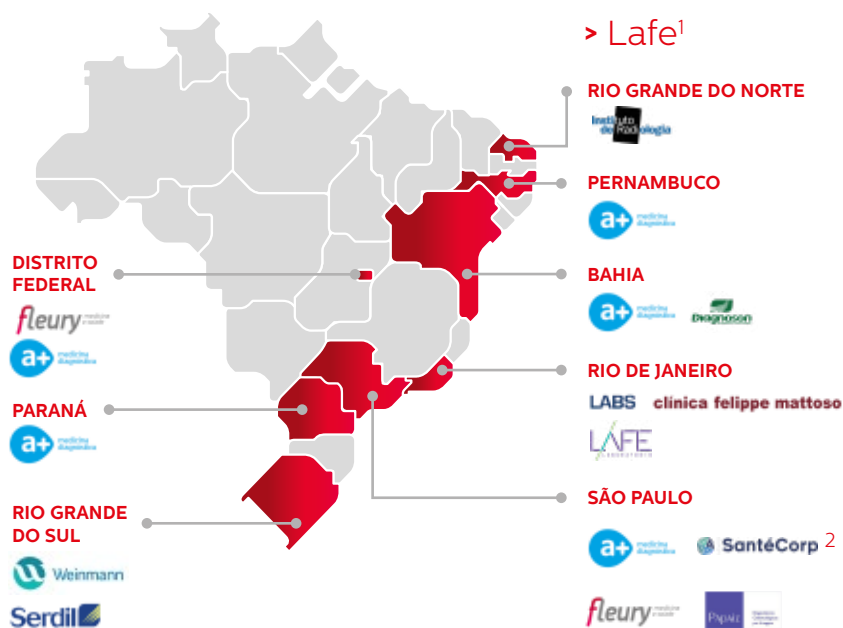 > Lafe¹
RIO GRANDE DO NORTE
Instituto
de Radiologia
PERNAMBUCO
a+ medicina
diagnóstica
BAHIA
a+ medicina
diagnóstica
Diagnoson
RIO DE JANEIRO
LABS clínica felippe mattoso
LAFE
LABORATÓRIO
SÃO PAULO
a+ medicina
diagnóstica
SantéCorp 2
fleury medicina
e saúde
PAPAIZ
DISTRITO
FEDERAL
fleury medicina
e saúde
a+ medicina
diagnóstica
PARANÁ
a+ medicina
diagnóstica
RIO GRANDE
DO SUL
Weinmann
Serdil